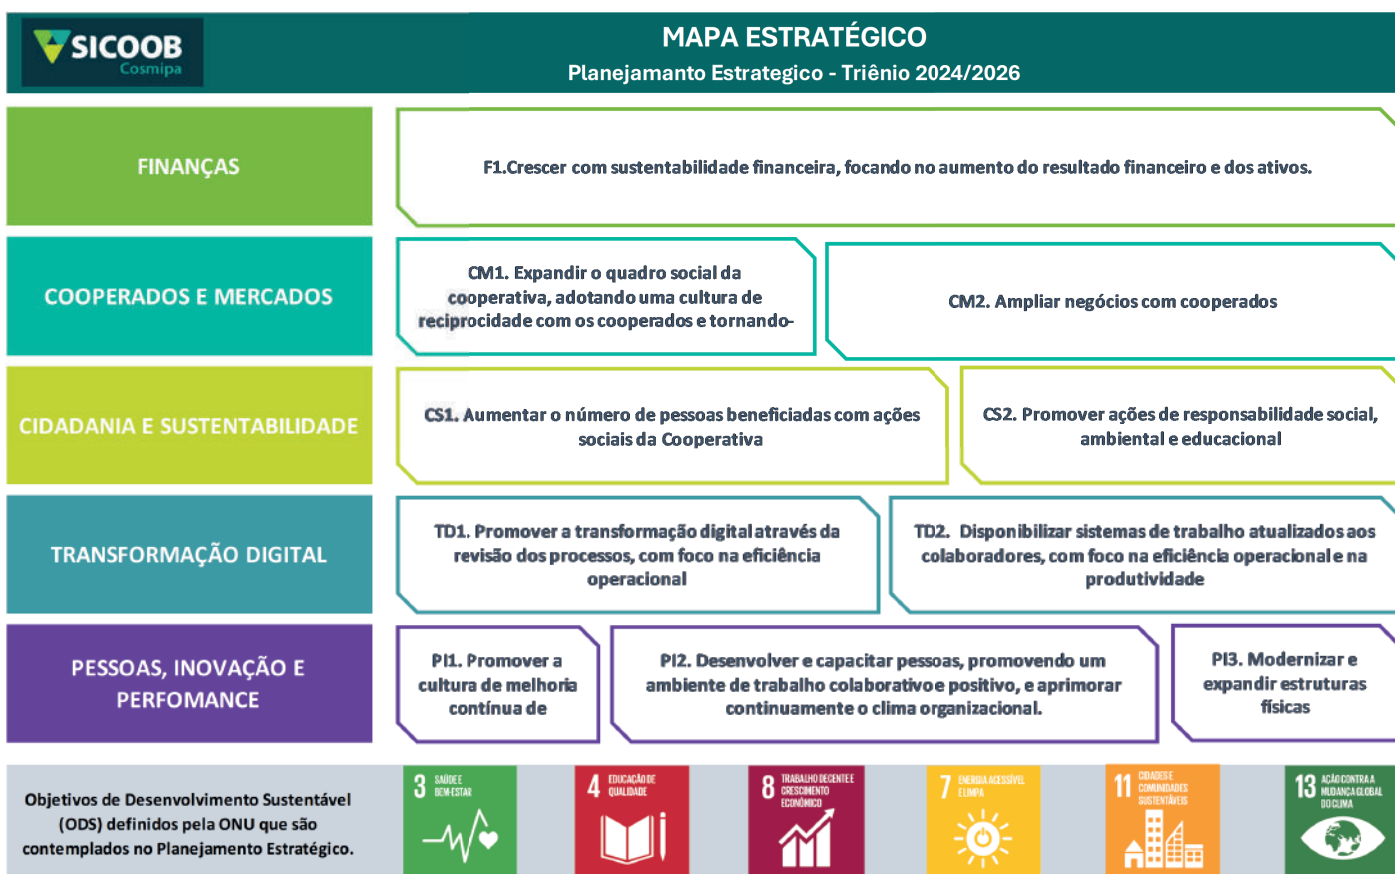 SICOOB
Cosmipa
MAPA ESTRATÉGICO
Planejamanto Estrategico - Triênio 2024/2026
FINANÇAS
F1.Crescer com sustentabilidade financeira, focando no aumento do resultado financeiro e dos ativos.
COOPERADOS E MERCADOS
CM1. Expandir o quadro social da
cooperativa, adotando uma cultura de
reciprocidade com os cooperados e tornando-
CM2. Ampliar negócios com cooperados
CIDADANIA E SUSTENTABILIDADE
CS1. Aumentar o número de pessoas beneficiadas com ações
sociais da Cooperativa
CS2. Promover ações de responsabilidade social,
ambiental e educacional
TRANSFORMAÇÃO DIGITAL
TD1. Promover a transformação digital através da
revisão dos processos, com foco na eficiência
operacional
TD2. Disponibilizar sistemas de trabalho atualizados aos
colaboradores, com foco na eficiência operacional e na
produtividade
PESSOAS, INOVAÇÃO E
PERFOMANCE
PI1. Promover a
cultura de melhoria
contínua de
PI2. Desenvolver e capacitar pessoas, promovendo um
ambiente de trabalho colaborativo e positivo, e aprimorar
continuamente o clima organizacional.
PI3. Modernizar e
expandir estruturas
físicas
Objetivos de Desenvolvimento Sustentável
(ODS) definidos pela ONU que são
contemplados no Planejamento Estratégico.
3 SAÚDE E
BEM-ESTAR
4 EDUCAÇÃO DE
QUALIDADE
8 TRABALHO DECENTE E
CRESCIMENTO
ECONÔMICO
7 ENERGIA ACESSÍVEL
E LIMPA
11 CIDADES E
COMUNIDADES
SUSTENTÁVEIS
13 AÇÃO CONTRA A
MUDANÇA GLOBAL
DO CLIMA